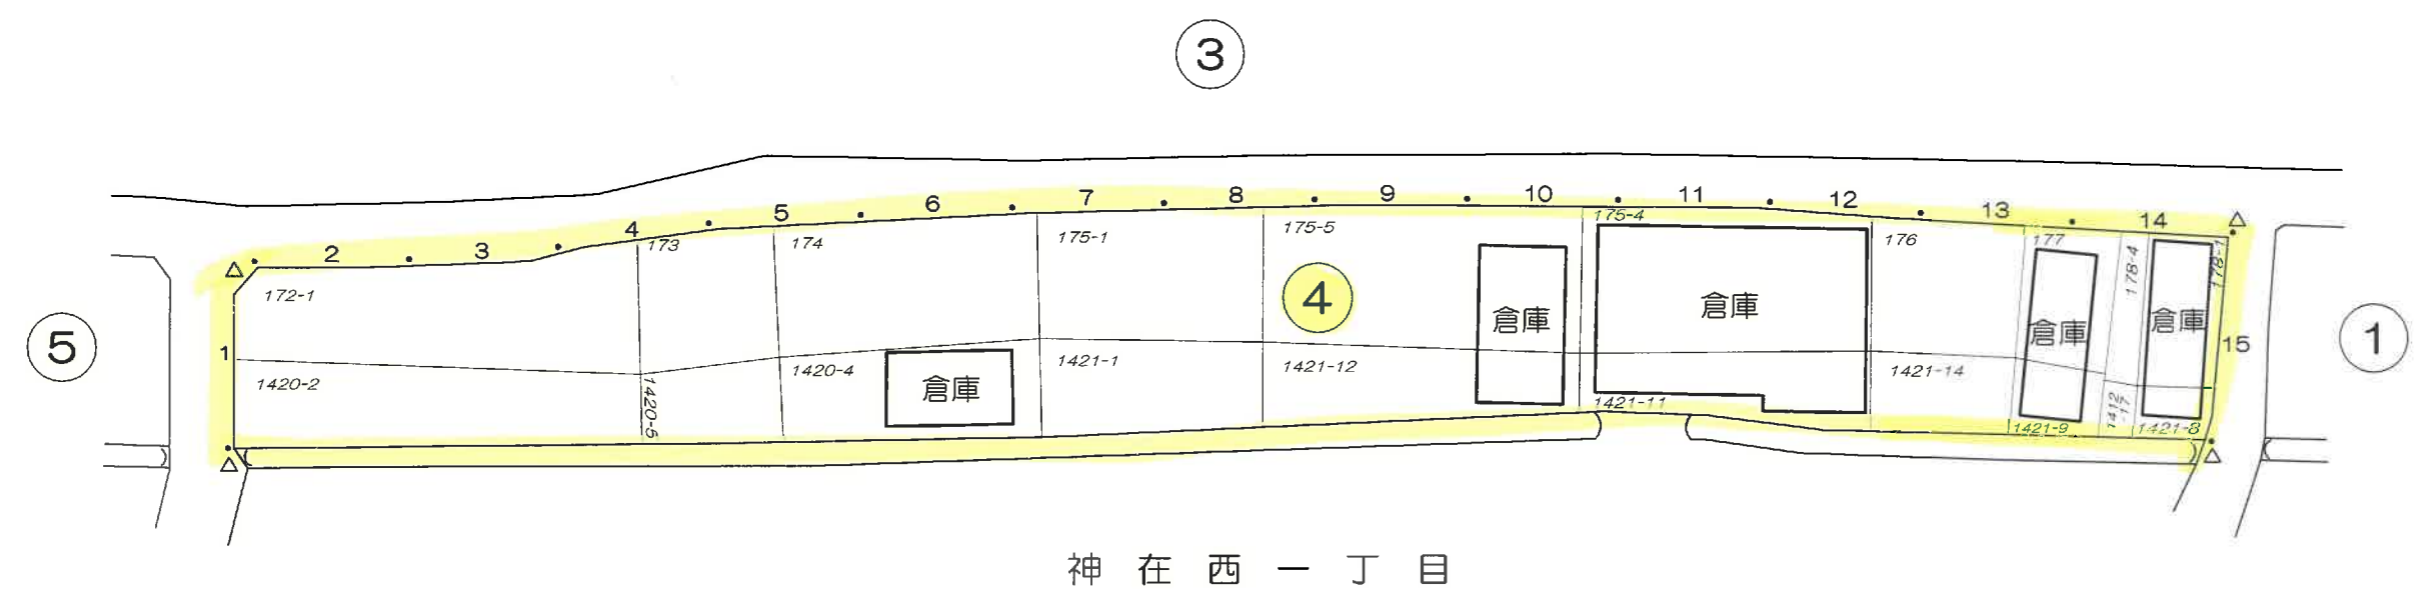 ③
2 3 4 5 6 7 8 9 10 11 12 13 14
172-1 173 174 175-1 175-5 175-4 176 177 178-4 178-1
⑤ 1 ④ 倉庫 倉庫 倉庫 倉庫 15 ①
1420-2 1420-5 1420-4 倉庫 1421-1 1421-12 1421-11 1421-14 1421-9 1412-17 1421-8
神在西一丁目